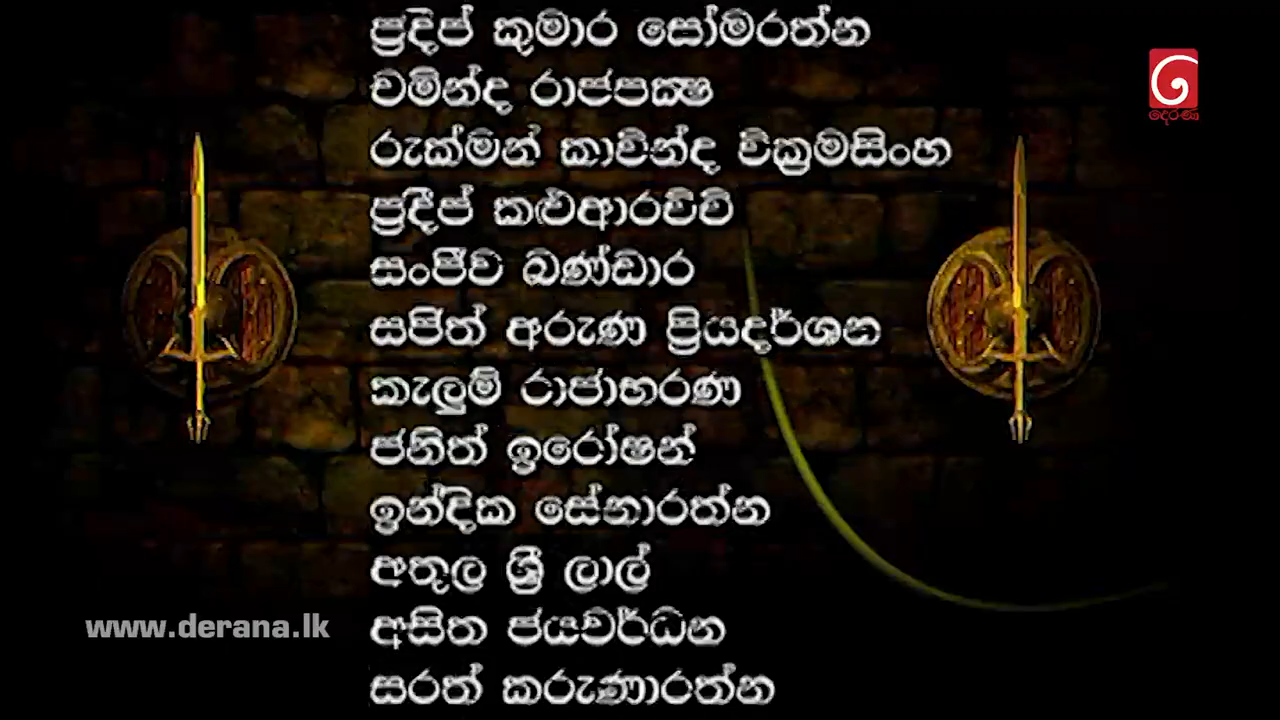 ප්‍රදිප් කුමාර සෝමරත්න
දෙරණ
චමින්ද රාජපක්ෂ
රුක්මන් කාවින්ද වික්‍රමසිංහ
ප්‍රදීප් කළුආරච්චි
සංජීව බණ්ඩාර
සජිත් අරුණ ප්‍රියදර්ශන
කැලුම් රාජාභරණ
ජනිත් ඉරෝෂන්
ඉන්දික සේනාරත්න
අතුල ශ්‍රී ලාල්
www.derana.lk
අසිත ජයවර්ධන
සරත් කරුණාරත්න